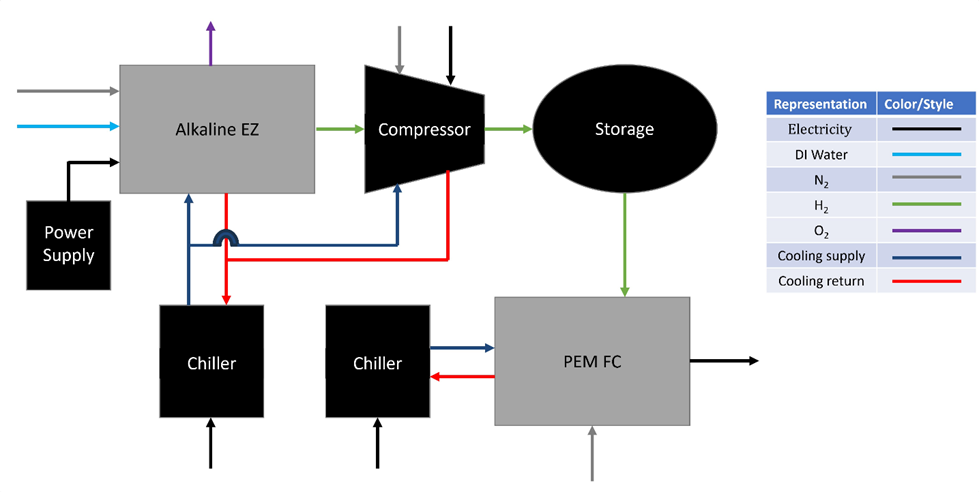 Alkaline EZ
Compressor
Storage
Power
Supply
Chiller
Chiller
PEM FC
Representation Color/Style
Electricity
DI Water
N₂
H₂
O₂
Cooling supply
Cooling return